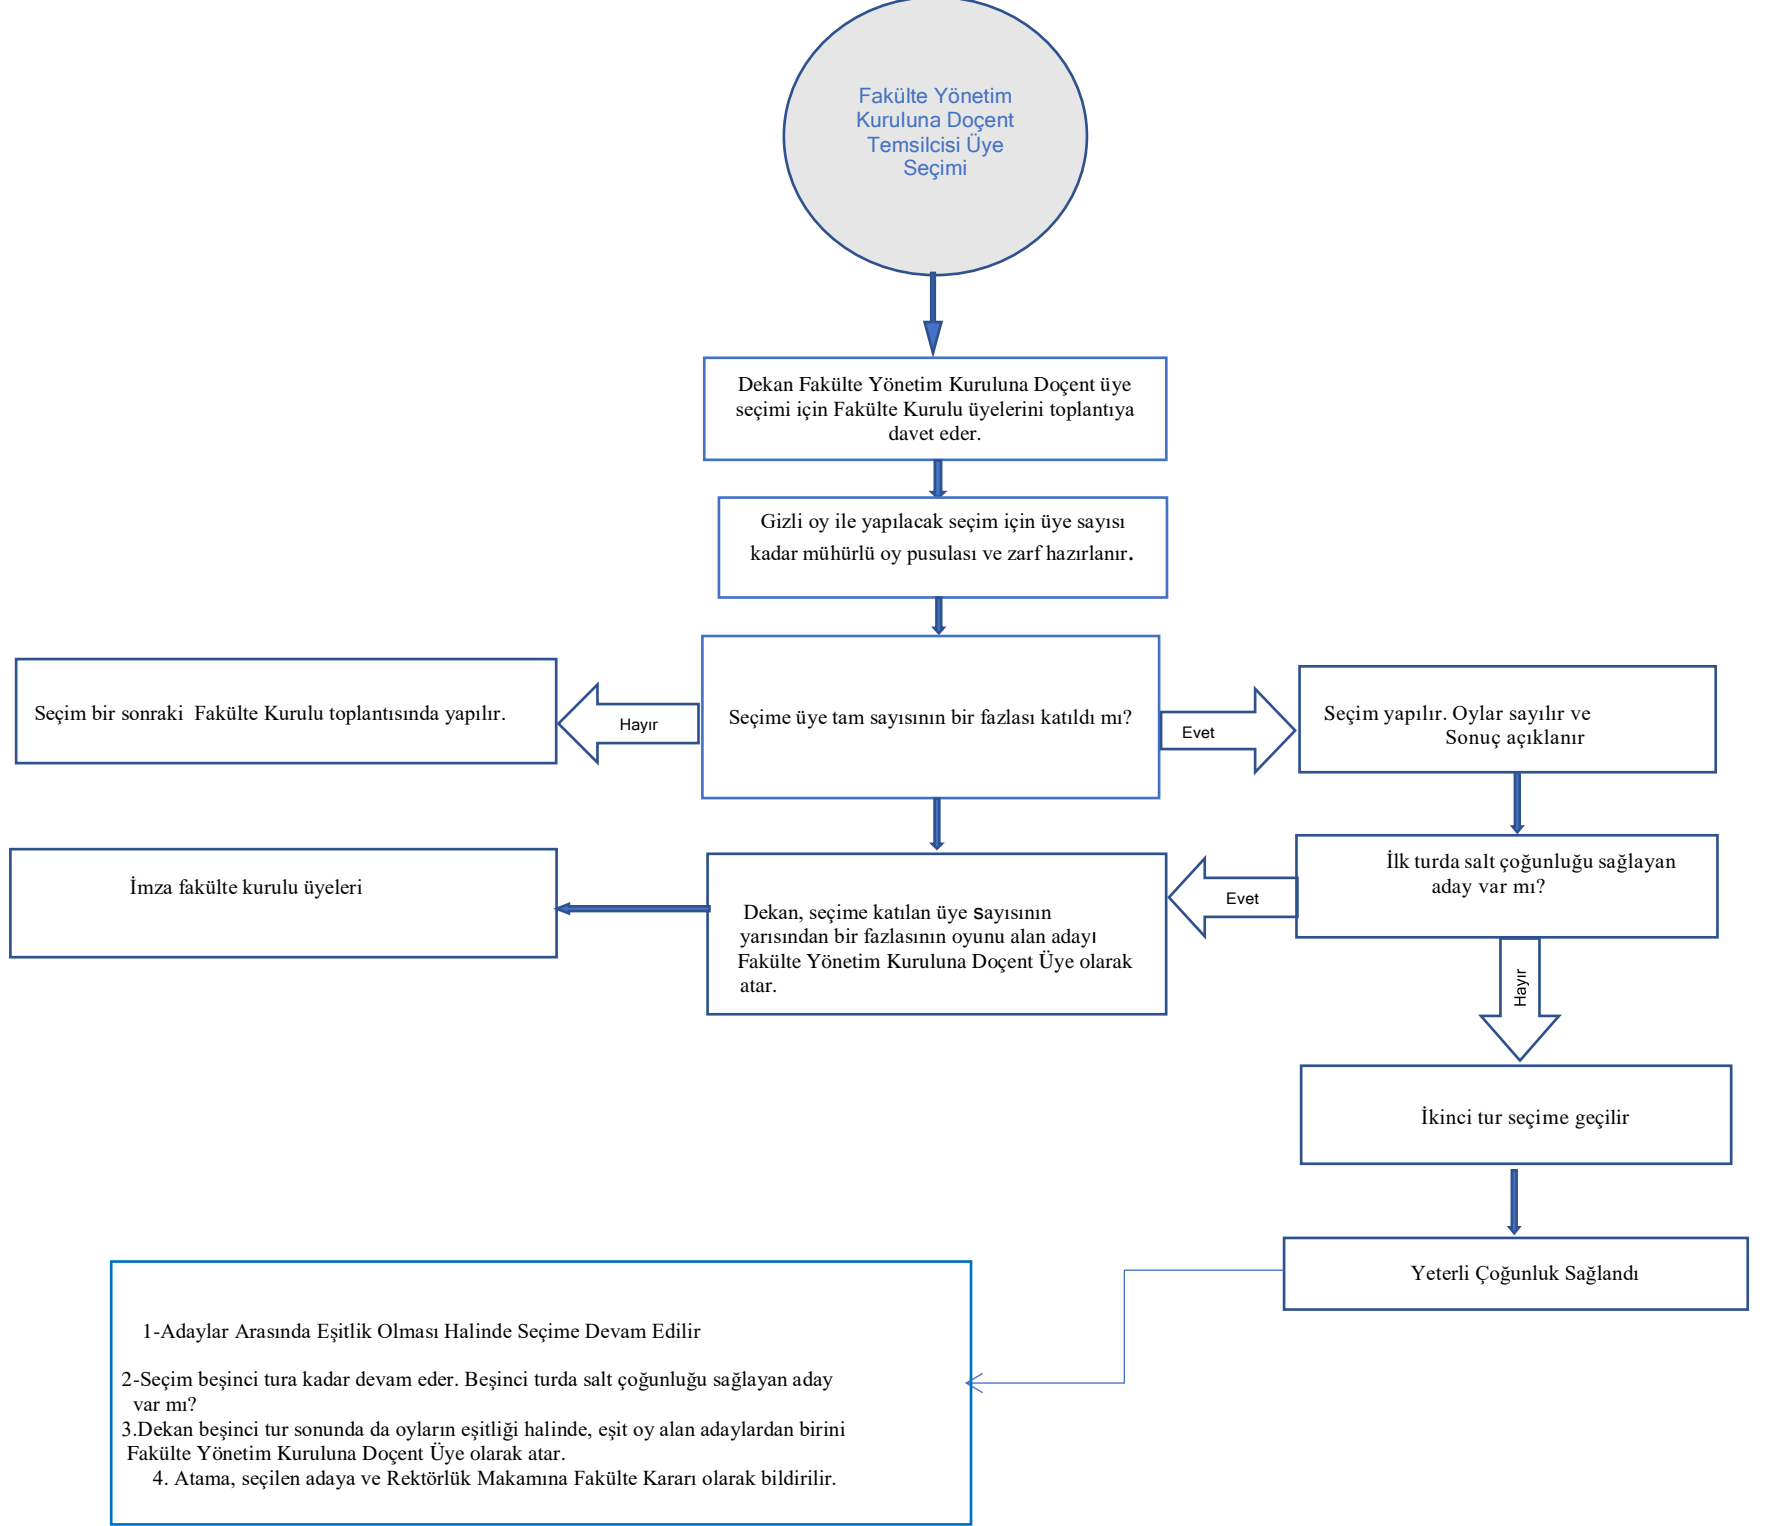 Fakülte Yönetim
Kuruluna Doçent
Temsilcisi Üye
Seçimi
Dekan Fakülte Yönetim Kuruluna Doçent üye
seçimi için Fakülte Kurulu üyelerini toplantıya
davet eder.
Gizli oy ile yapılacak seçim için üye sayısı
kadar mühürlü oy pusulası ve zarf hazırlanır.
Seçim bir sonraki Fakülte Kurulu toplantısında yapılır.
Hayır
Seçime üye tam sayısının bir fazlası katıldı mı?
Evet
Seçim yapılır. Oylar sayılır ve
Sonuç açıklanır
İmza fakülte kurulu üyeleri
Dekan, seçime katılan üye sayısının
yarısından bir fazlasının oyunu alan adayı
Fakülte Yönetim Kuruluna Doçent Üye olarak
atar.
Evet
İlk turda salt çoğunluğu sağlayan
aday var mı?
Hayır
İkinci tur seçime geçilir
Yeterli Çoğunluk Sağlandı
1-Adaylar Arasında Eşitlik Olması Halinde Seçime Devam Edilir
2-Seçim beşinci tura kadar devam eder. Beşinci turda salt çoğunluğu sağlayan aday
var mı?
3.Dekan beşinci tur sonunda da oyların eşitliği halinde, eşit oy alan adaylardan birini
Fakülte Yönetim Kuruluna Doçent Üye olarak atar.
4. Atama, seçilen adaya ve Rektörlük Makamına Fakülte Kararı olarak bildirilir.